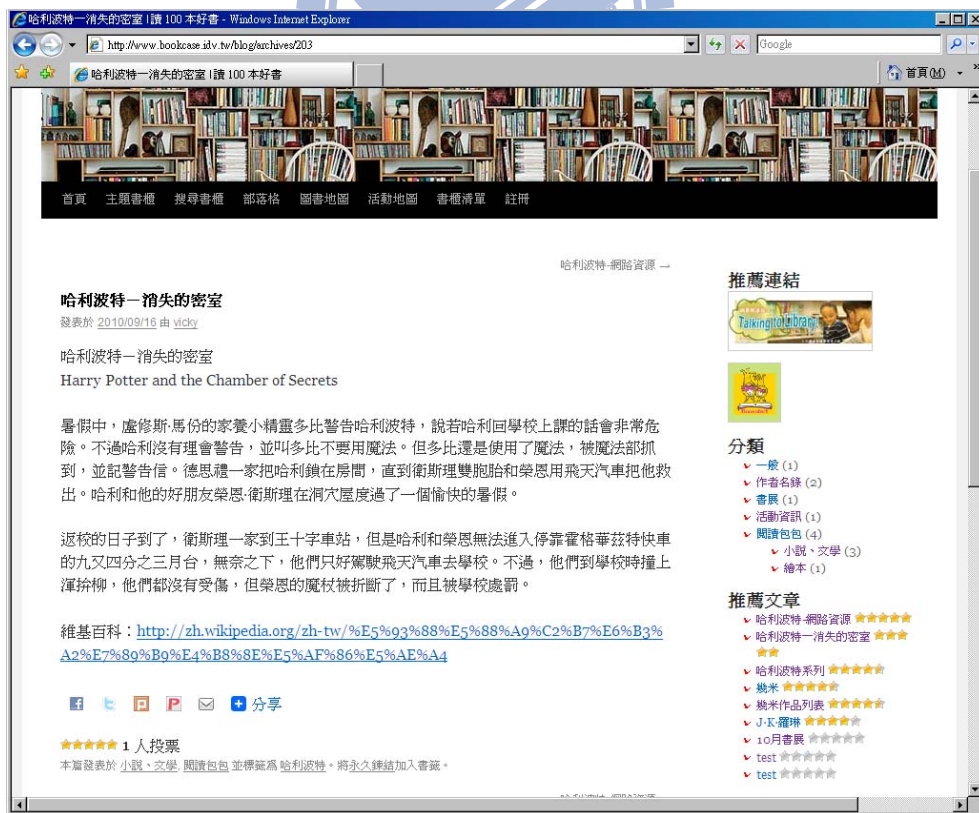 哈利波特－消失的密室 | 讀 100 本好書 - Windows Internet Explorer
http://www.bookcase.idv.tw/blog/archives/203
Google
哈利波特－消失的密室 | 讀 100 本好書
首頁(M)
首頁 主題書櫃 搜尋書櫃 部落格 圖書地圖 活動地圖 書櫃清單 註冊
哈利波特-網路資源 →
哈利波特－消失的密室
發表於 2010/09/16 由 vicky
哈利波特－消失的密室
Harry Potter and the Chamber of Secrets
暑假中，盧修斯·馬份的家養小精靈多比警告哈利波特，說若哈利回學校上課的話會非常危
險。不過哈利沒有理會警告，並叫多比不要用魔法。但多比還是使用了魔法，被魔法部抓
到，並記警告信。德思禮一家把哈利鎖在房間，直到衛斯理雙胞胎和榮恩用飛天汽車把他救
出。哈利和他的好朋友榮恩·衛斯理在洞穴屋度過了一個愉快的暑假。
返校的日子到了，衛斯理一家到王十字車站，但是哈利和榮恩無法進入停靠霍格華茲特快車
的九又四分之三月台，無奈之下，他們只好駕駛飛天汽車去學校。不過，他們到學校時撞上
渾拚柳，他們都沒有受傷，但榮恩的魔杖被折斷了，而且被學校處罰。
維基百科：http://zh.wikipedia.org/zh-tw/%E5%93%88%E5%88%A9%C2%B7%E6%B3%
A2%E7%89%B9%E4%B8%8E%E5%AF%86%E5%AE%A4
分享
1 人投票
本篇發表於 小說、文學, 閱讀包包 並標籤為 哈利波特。將永久鍊結加入書籤。
推薦連結
Talking to Library
分類
一般 (1)
作者名錄 (2)
書展 (1)
活動資訊 (1)
閱讀包包 (4)
小說、文學 (3)
繪本 (1)
推薦文章
哈利波特-網路資源
哈利波特－消失的密室
哈利波特系列
幾米
幾米作品列表
J·K·羅琳
10月書展
test
test